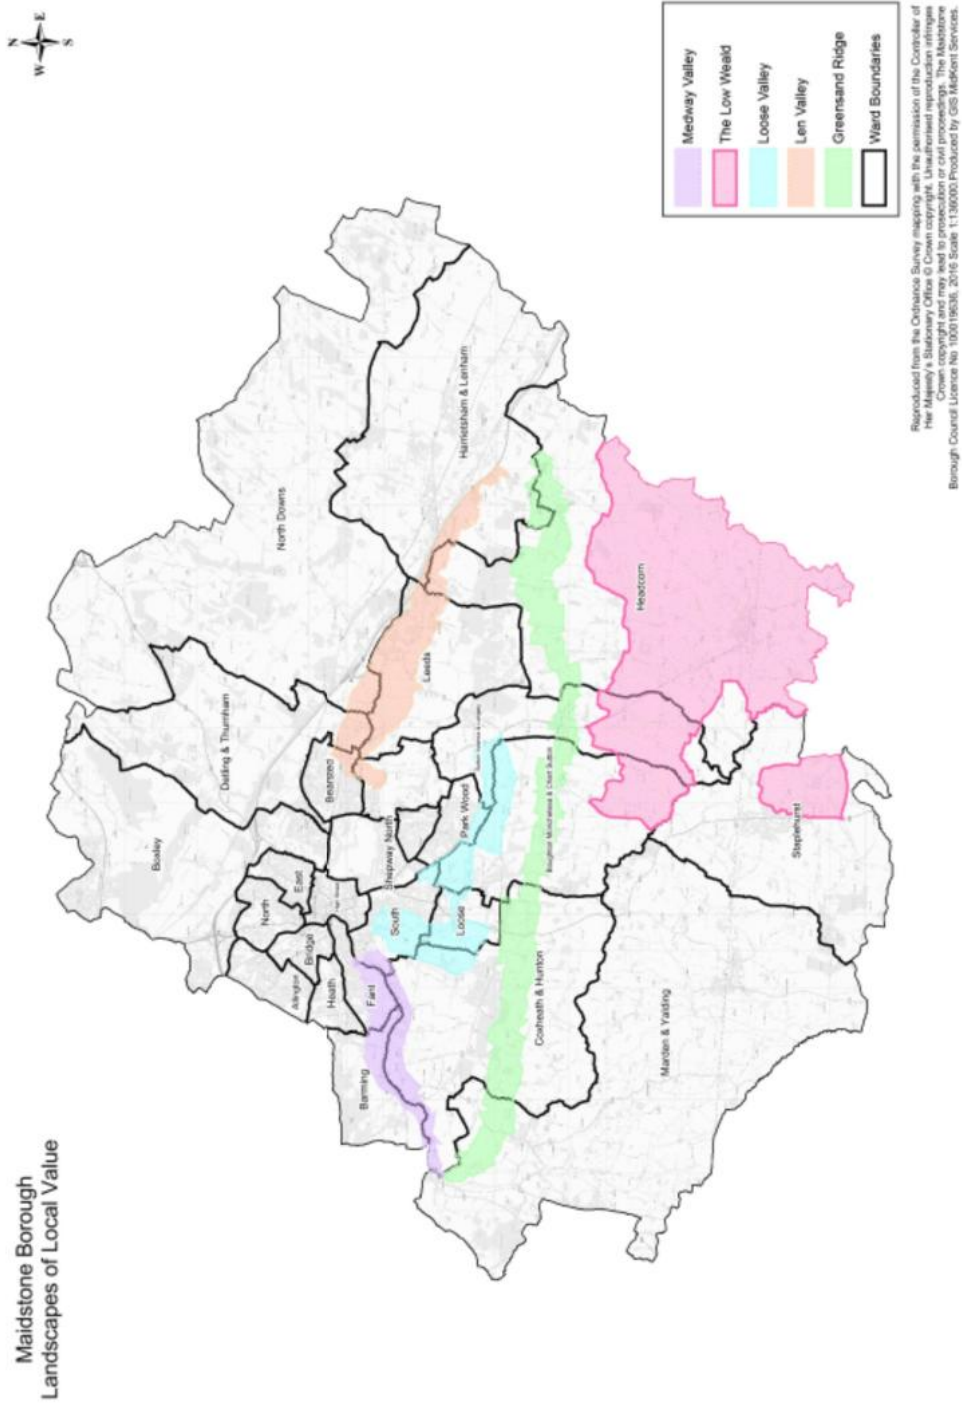 Maidstone Borough
Landscapes of Local Value
N
W E
S
Boxley
Detling & Thurnham
North Downs
North
East
Allington
Bridge
Heath
Bearsted
Harrietsham & Lenham
Barming
Fant
South
Shepway North
Leeds
Park Wood
Loose
Coxheath & Hunton
Boughton Monchelsea & Chart Sutton
Headcorn
Marden & Yalding
Staplehurst
Medway Valley
The Low Weald
Loose Valley
Len Valley
Greensand Ridge
Ward Boundaries
Reproduced from the Ordnance Survey mapping with the permission of the Controller of
Her Majesty's Stationary Office © Crown copyright. Unauthorised reproduction infringes
Crown copyright and may lead to prosecution or civil proceedings. The Maidstone
Borough Council Licence No. 100019636, 2016 Scale 1:136000 Produced by GIS MidKent Services.